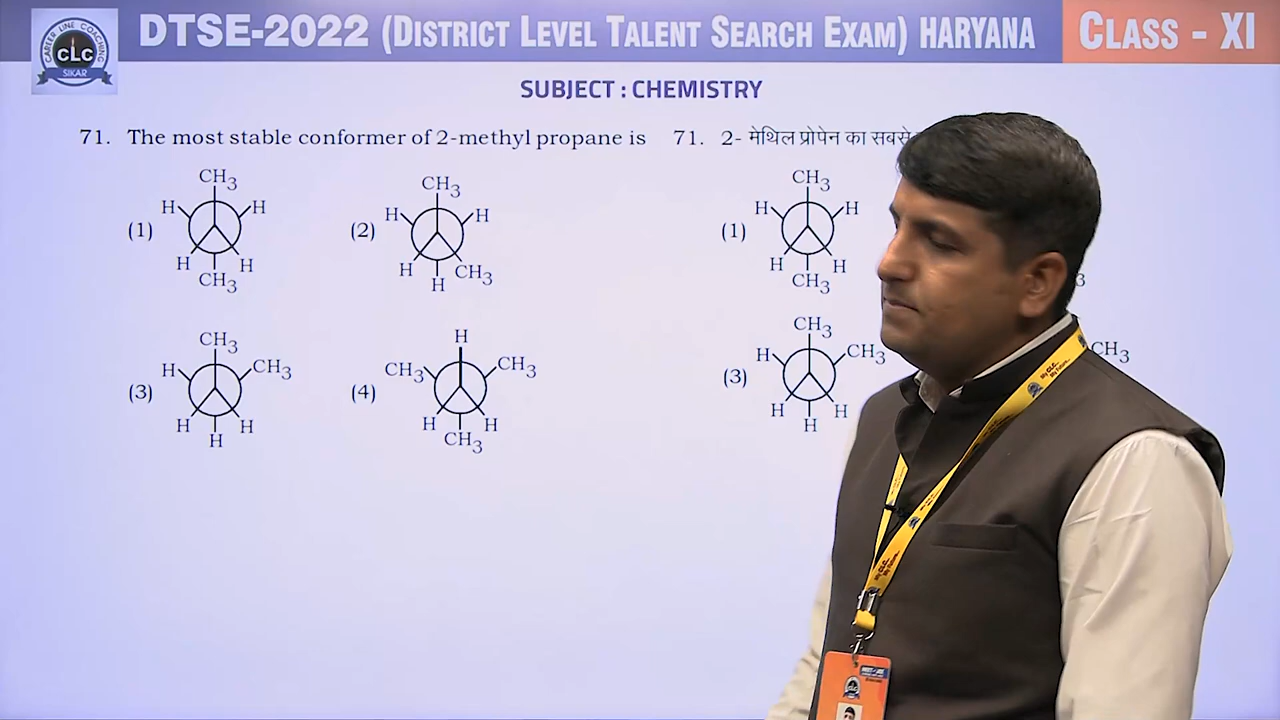 DTSE-2022 (DISTRICT LEVEL TALENT SEARCH EXAM) HARYANA
CLASS - XI
CAREER LINE COACHING
CLC
SIKAR
SUBJECT : CHEMISTRY
71. The most stable conformer of 2-methyl propane is
(1) CH3 H H H H CH3
(2) CH3 H H H CH3 H
(3) CH3 H CH3 H H H
(4) H CH3 CH3 H H CH3
71. 2- मेथिल प्रोपेन का सबसे
(1) CH3 H H H H CH3
3
(3) CH3 H CH3 H H H
CH3